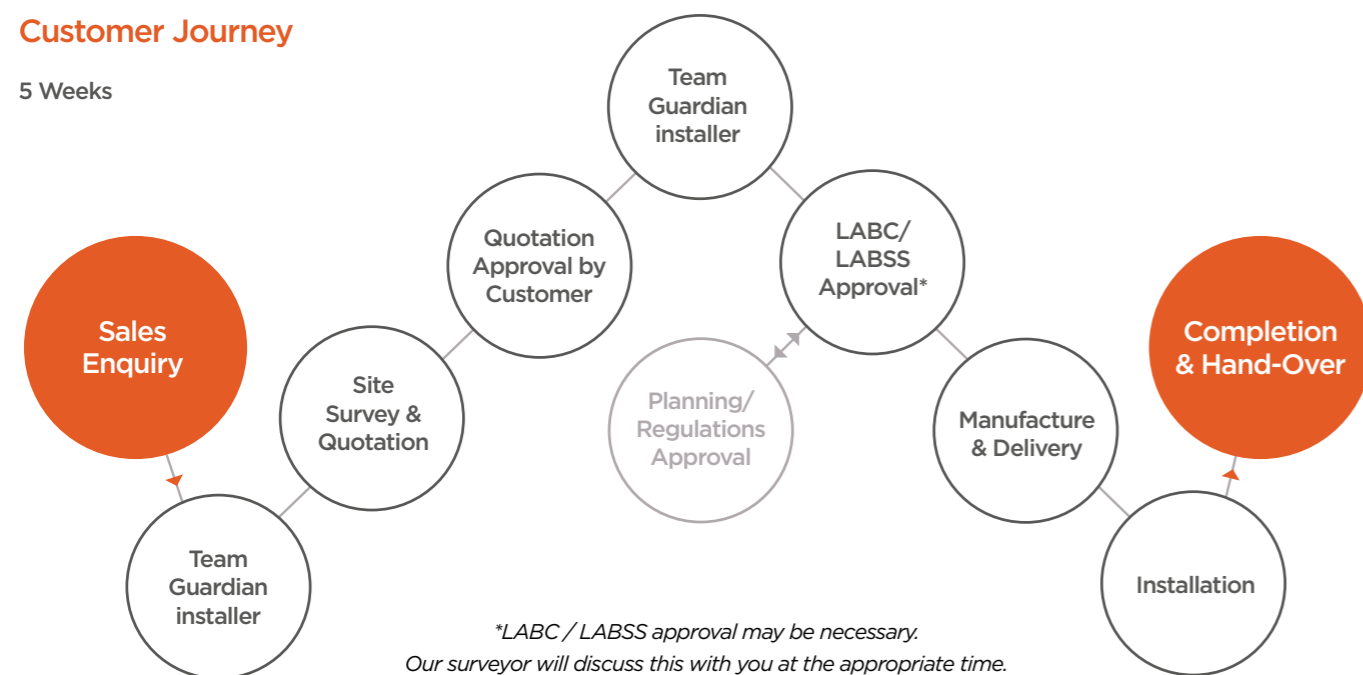 Customer Journey
5 Weeks
Sales
Enquiry
Team
Guardian
installer
Site
Survey &
Quotation
Quotation
Approval by
Customer
Team
Guardian
installer
LABC/
LABSS
Approval*
Planning/
Regulations
Approval
Manufacture
& Delivery
Installation
Completion
& Hand-Over
*LABC / LABSS approval may be necessary.
Our surveyor will discuss this with you at the appropriate time.